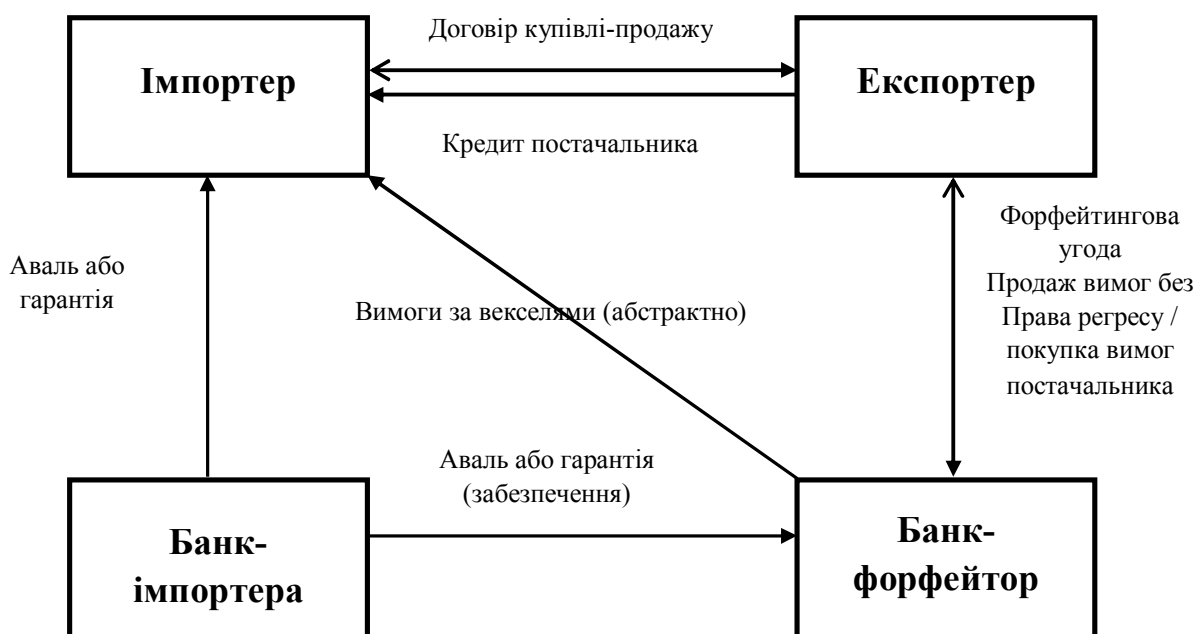 Договір купівлі-продажу
Імпортер
Експортер
Кредит постачальника
Аваль або
гарантія
Вимоги за векселями (абстрактно)
Форфейтингова
угода
Продаж вимог без
Права регресу /
покупка вимог
постачальника
Аваль або гарантія
(забезпечення)
Банк-
імпортера
Банк-
форфейтор